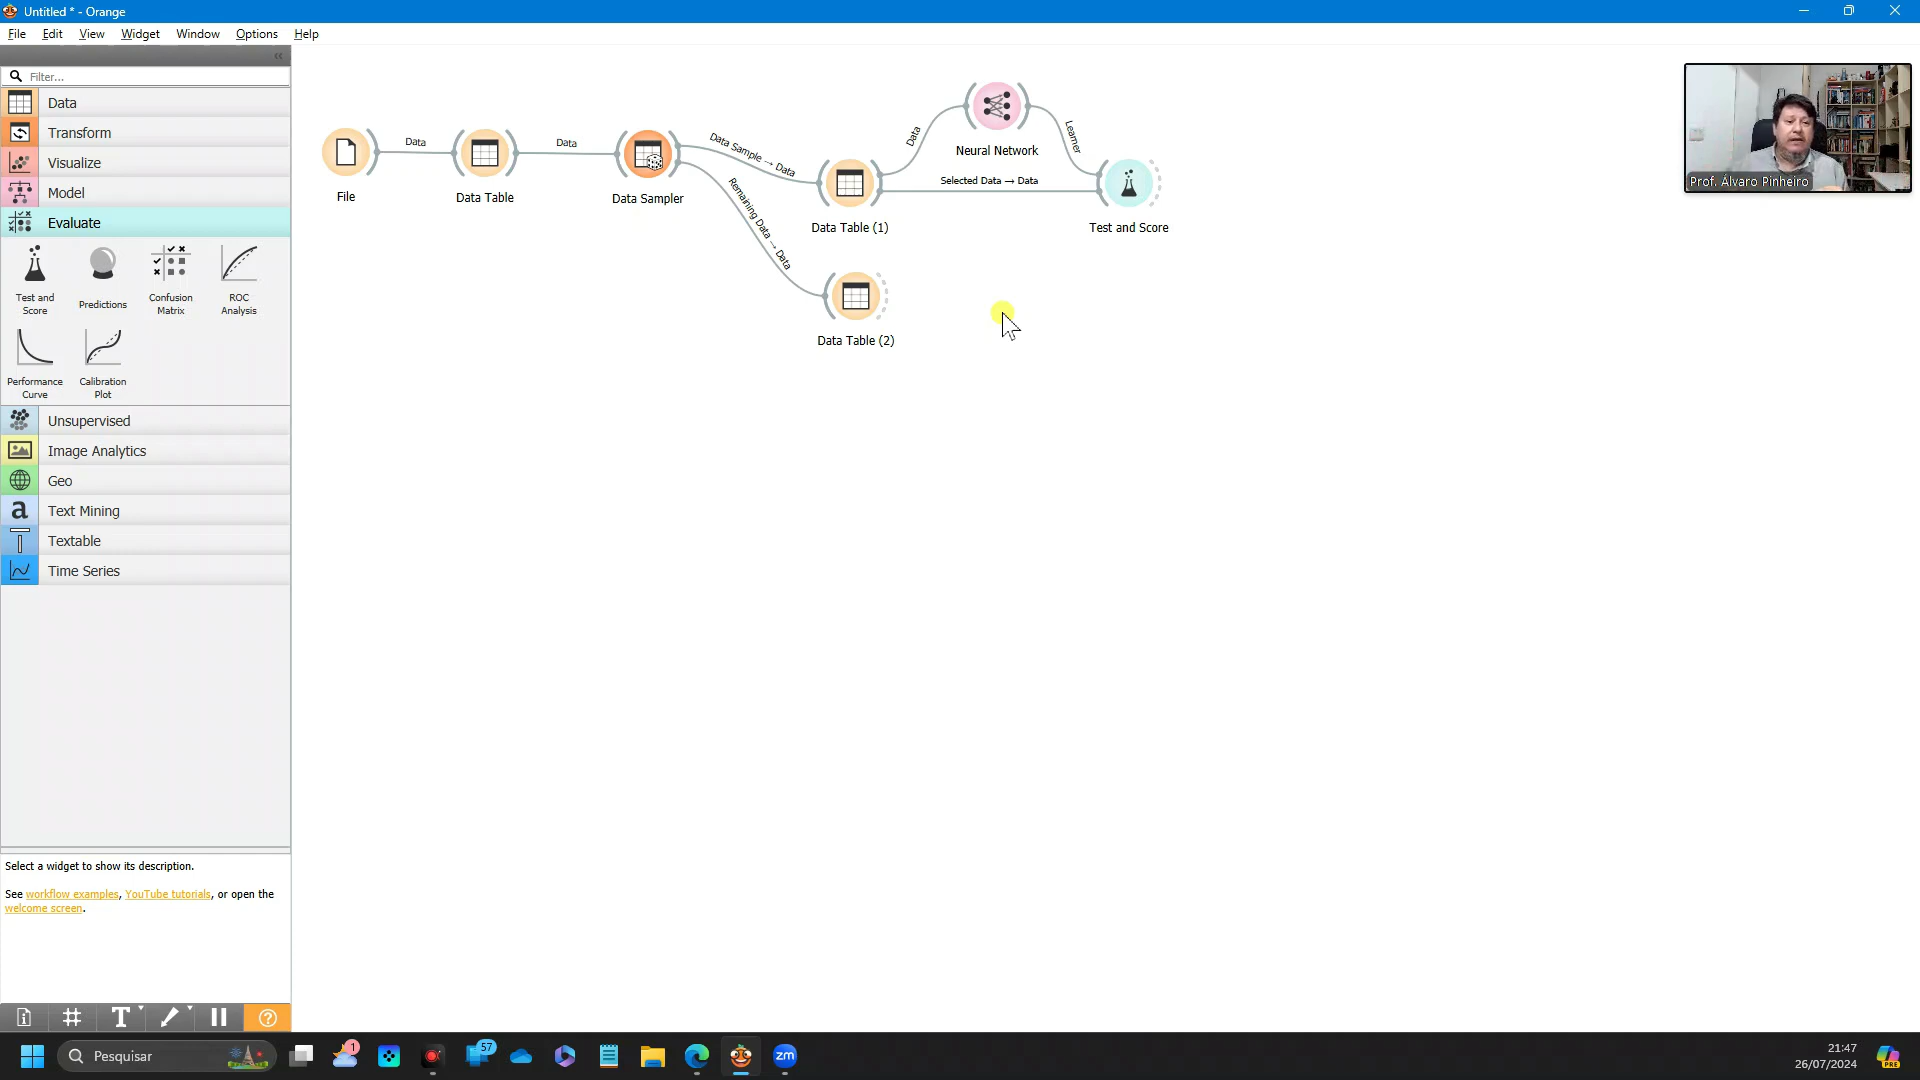 Untitled * - Orange
File Edit View Widget Window Options Help
Filter...
Data
Transform
Visualize
Model
Evaluate
Test and
Score
Predictions
Confusion
Matrix
ROC
Analysis
Performance
Curve
Calibration
Plot
Unsupervised
Image Analytics
Geo
a Text Mining
Textable
Time Series
Select a widget to show its description.
See workflow examples, YouTube tutorials, or open the
welcome screen.
File
Data
Data Table
Data
Data Sampler
Data Sample → Data
Remaining Data → Data
Data Table (1)
Data Table (2)
Data
Neural Network
Learner
Selected Data → Data
Test and Score
Prof. Álvaro Pinheiro
Pesquisar
1
57
zm
21:47
26/07/2024
PRE